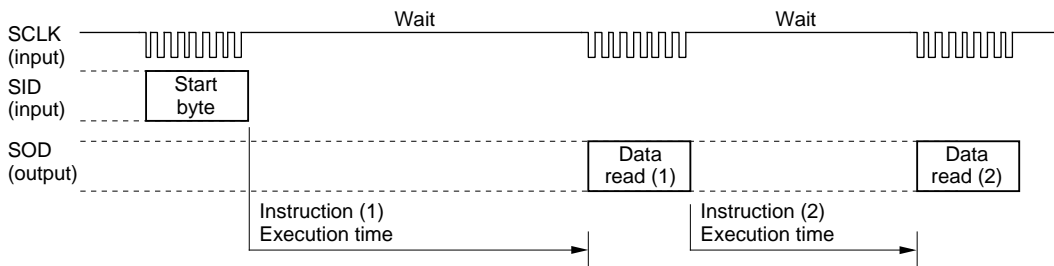 Wait
Wait
SCLK
(input)
SID
(input)
Start
byte
SOD
(output)
Data
read (1)
Data
read (2)
Instruction (1)
Execution time
Instruction (2)
Execution time